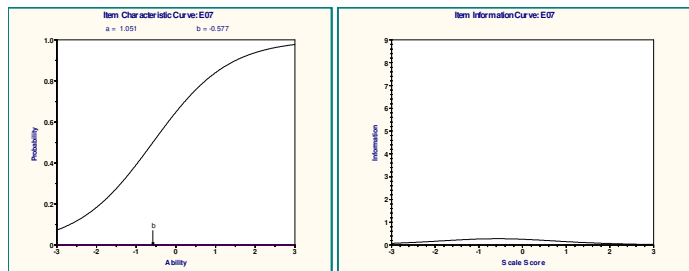 Item Characteristic Curve: E07
a = 1.051 b = -0.577
1.0
0.8
0.6
0.4
0.2
0
Probability
b
-3 -2 -1 0 1 2 3
Ability
Item Information Curve: E07
9
8
7
6
5
4
3
2
1
0
Information
-3 -2 -1 0 1 2 3
Scale Score